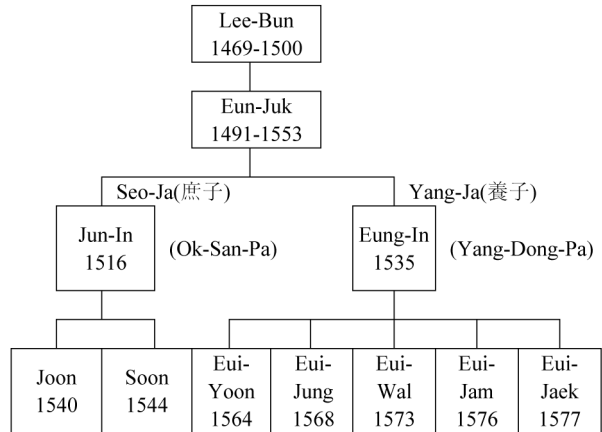 Lee-Bun
1469-1500
Eun-Juk
1491-1553
Seo-Ja(庶子)
Yang-Ja(養子)
Jun-In
1516
(Ok-San-Pa)
Eung-In
1535
(Yang-Dong-Pa)
Joon
1540
Soon
1544
Eui-
Yoon
1564
Eui-
Jung
1568
Eui-
Wal
1573
Eui-
Jam
1576
Eui-
Jaek
1577